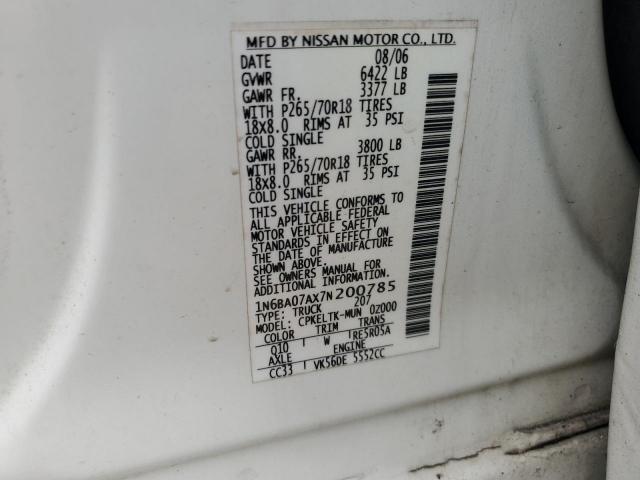 MFD BY NISSAN MOTOR CO., LTD.
DATE 08/06
GVWR 6422 LB
GAWR FR. 3377 LB
WITH P265/70R18 TIRES
18X8.0 RIMS AT 35 PSI
COLD SINGLE
GAWR RR. 3800 LB
WITH P265/70R18 TIRES
18X8.0 RIMS AT 35 PSI
COLD SINGLE
THIS VEHICLE CONFORMS TO
ALL APPLICABLE FEDERAL
MOTOR VEHICLE SAFETY
STANDARDS IN EFFECT ON
THE DATE OF MANUFACTURE
SHOWN ABOVE.
SEE OWNERS MANUAL FOR
ADDITIONAL INFORMATION.
1N6BA07AX7N200785
TYPE: TRUCK 207
MODEL: CPKELTK-MUN 0Z000
COLOR TRIM TRANS
Q10 W RE5R05A
AXLE ENGINE
CC33 VK56DE 5552CC